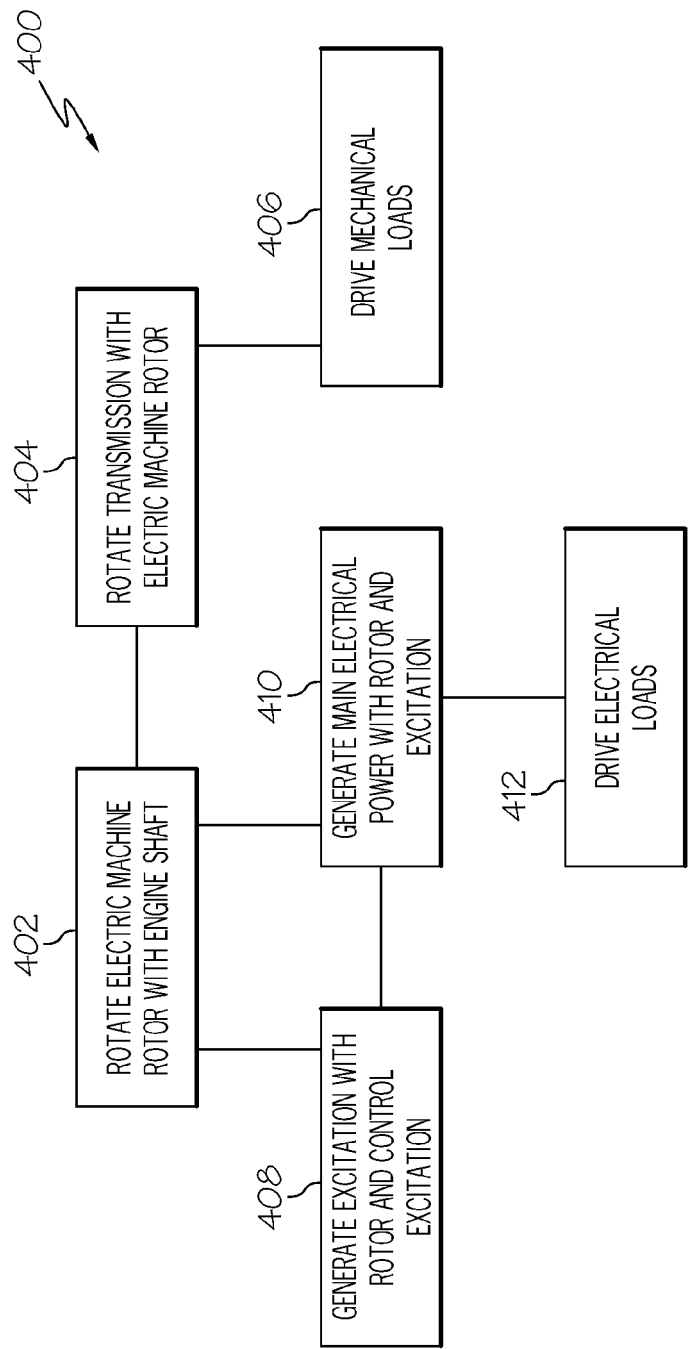 400
402
ROTATE ELECTRIC MACHINE
ROTOR WITH ENGINE SHAFT
404
ROTATE TRANSMISSION WITH
ELECTRIC MACHINE ROTOR
408
GENERATE EXCITATION WITH
ROTOR AND CONTROL
EXCITATION
410
GENERATE MAIN ELECTRICAL
POWER WITH ROTOR AND
EXCITATION
406
DRIVE MECHANICAL
LOADS
412
DRIVE ELECTRICAL
LOADS